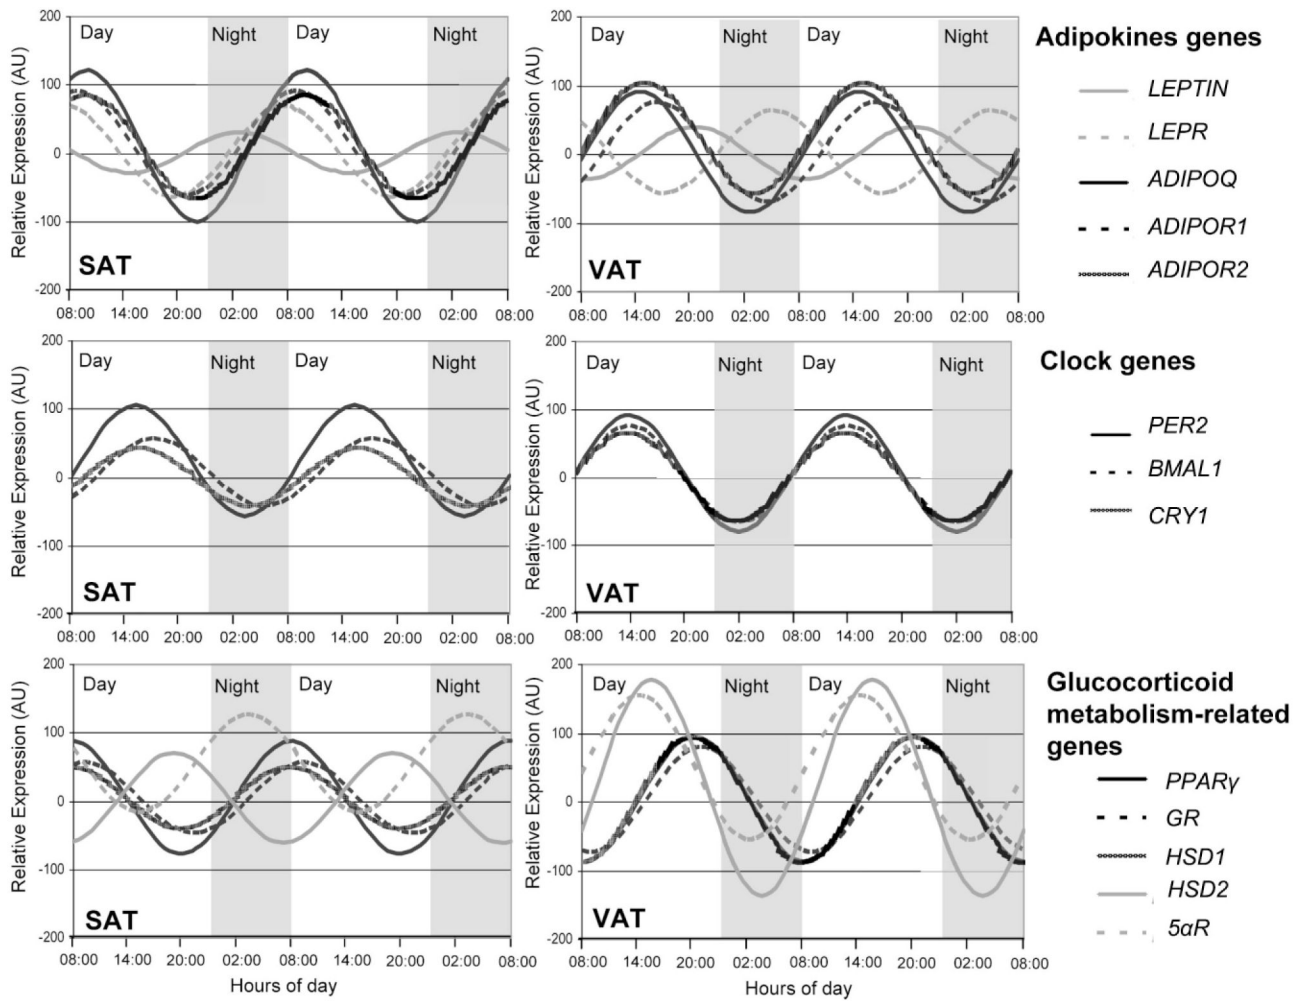 200
100
0
-100
-200
Relative Expression (AU)
Day
Night
Day
Night
SAT
08:00 14:00 20:00 02:00 08:00 14:00 20:00 02:00 08:00
200
100
0
-100
-200
Relative Expression (AU)
Day
Night
Day
Night
VAT
08:00 14:00 20:00 02:00 08:00 14:00 20:00 02:00 08:00
Adipokines genes
LEPTIN
LEPR
ADIPOQ
ADIPOR1
ADIPOR2
200
100
0
-100
-200
Relative Expression (AU)
Day
Night
Day
Night
SAT
08:00 14:00 20:00 02:00 08:00 14:00 20:00 02:00 08:00
200
100
0
-100
-200
Relative Expression (AU)
Day
Night
Day
Night
VAT
08:00 14:00 20:00 02:00 08:00 14:00 20:00 02:00 08:00
Clock genes
PER2
BMAL1
CRY1
200
100
0
-100
-200
Relative Expression (AU)
Day
Night
Day
Night
SAT
08:00 14:00 20:00 02:00 08:00 14:00 20:00 02:00 08:00
Hours of day
200
100
0
-100
-200
Relative Expression (AU)
Day
Night
Day
Night
VAT
08:00 14:00 20:00 02:00 08:00 14:00 20:00 02:00 08:00
Hours of day
Glucocorticoid
metabolism-related
genes
PPARγ
GR
HSD1
HSD2
5αR